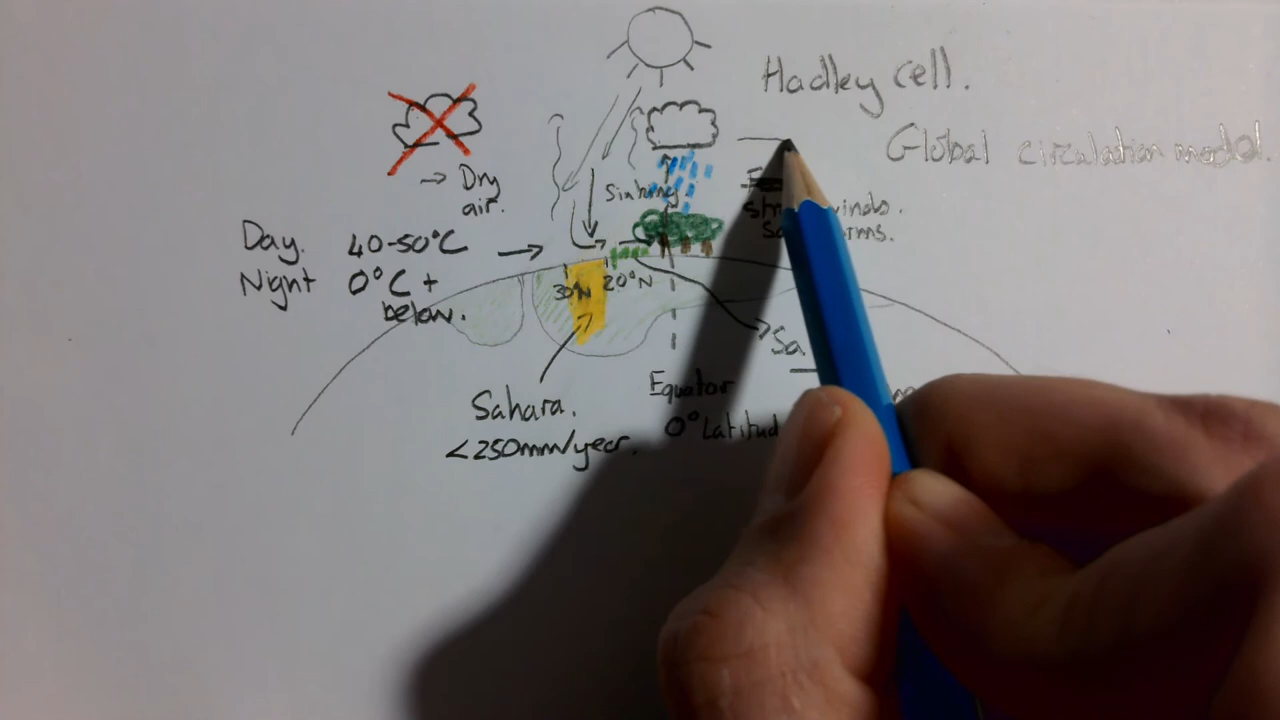 Hadley cell.
Global circulation model.
→ Dry
air.
Sinking
winds.
Day. 40-50°C
Night 0°C +
below.
30°N 20°N
Sahara.
<250mm/year.
Equator
0° Latitud